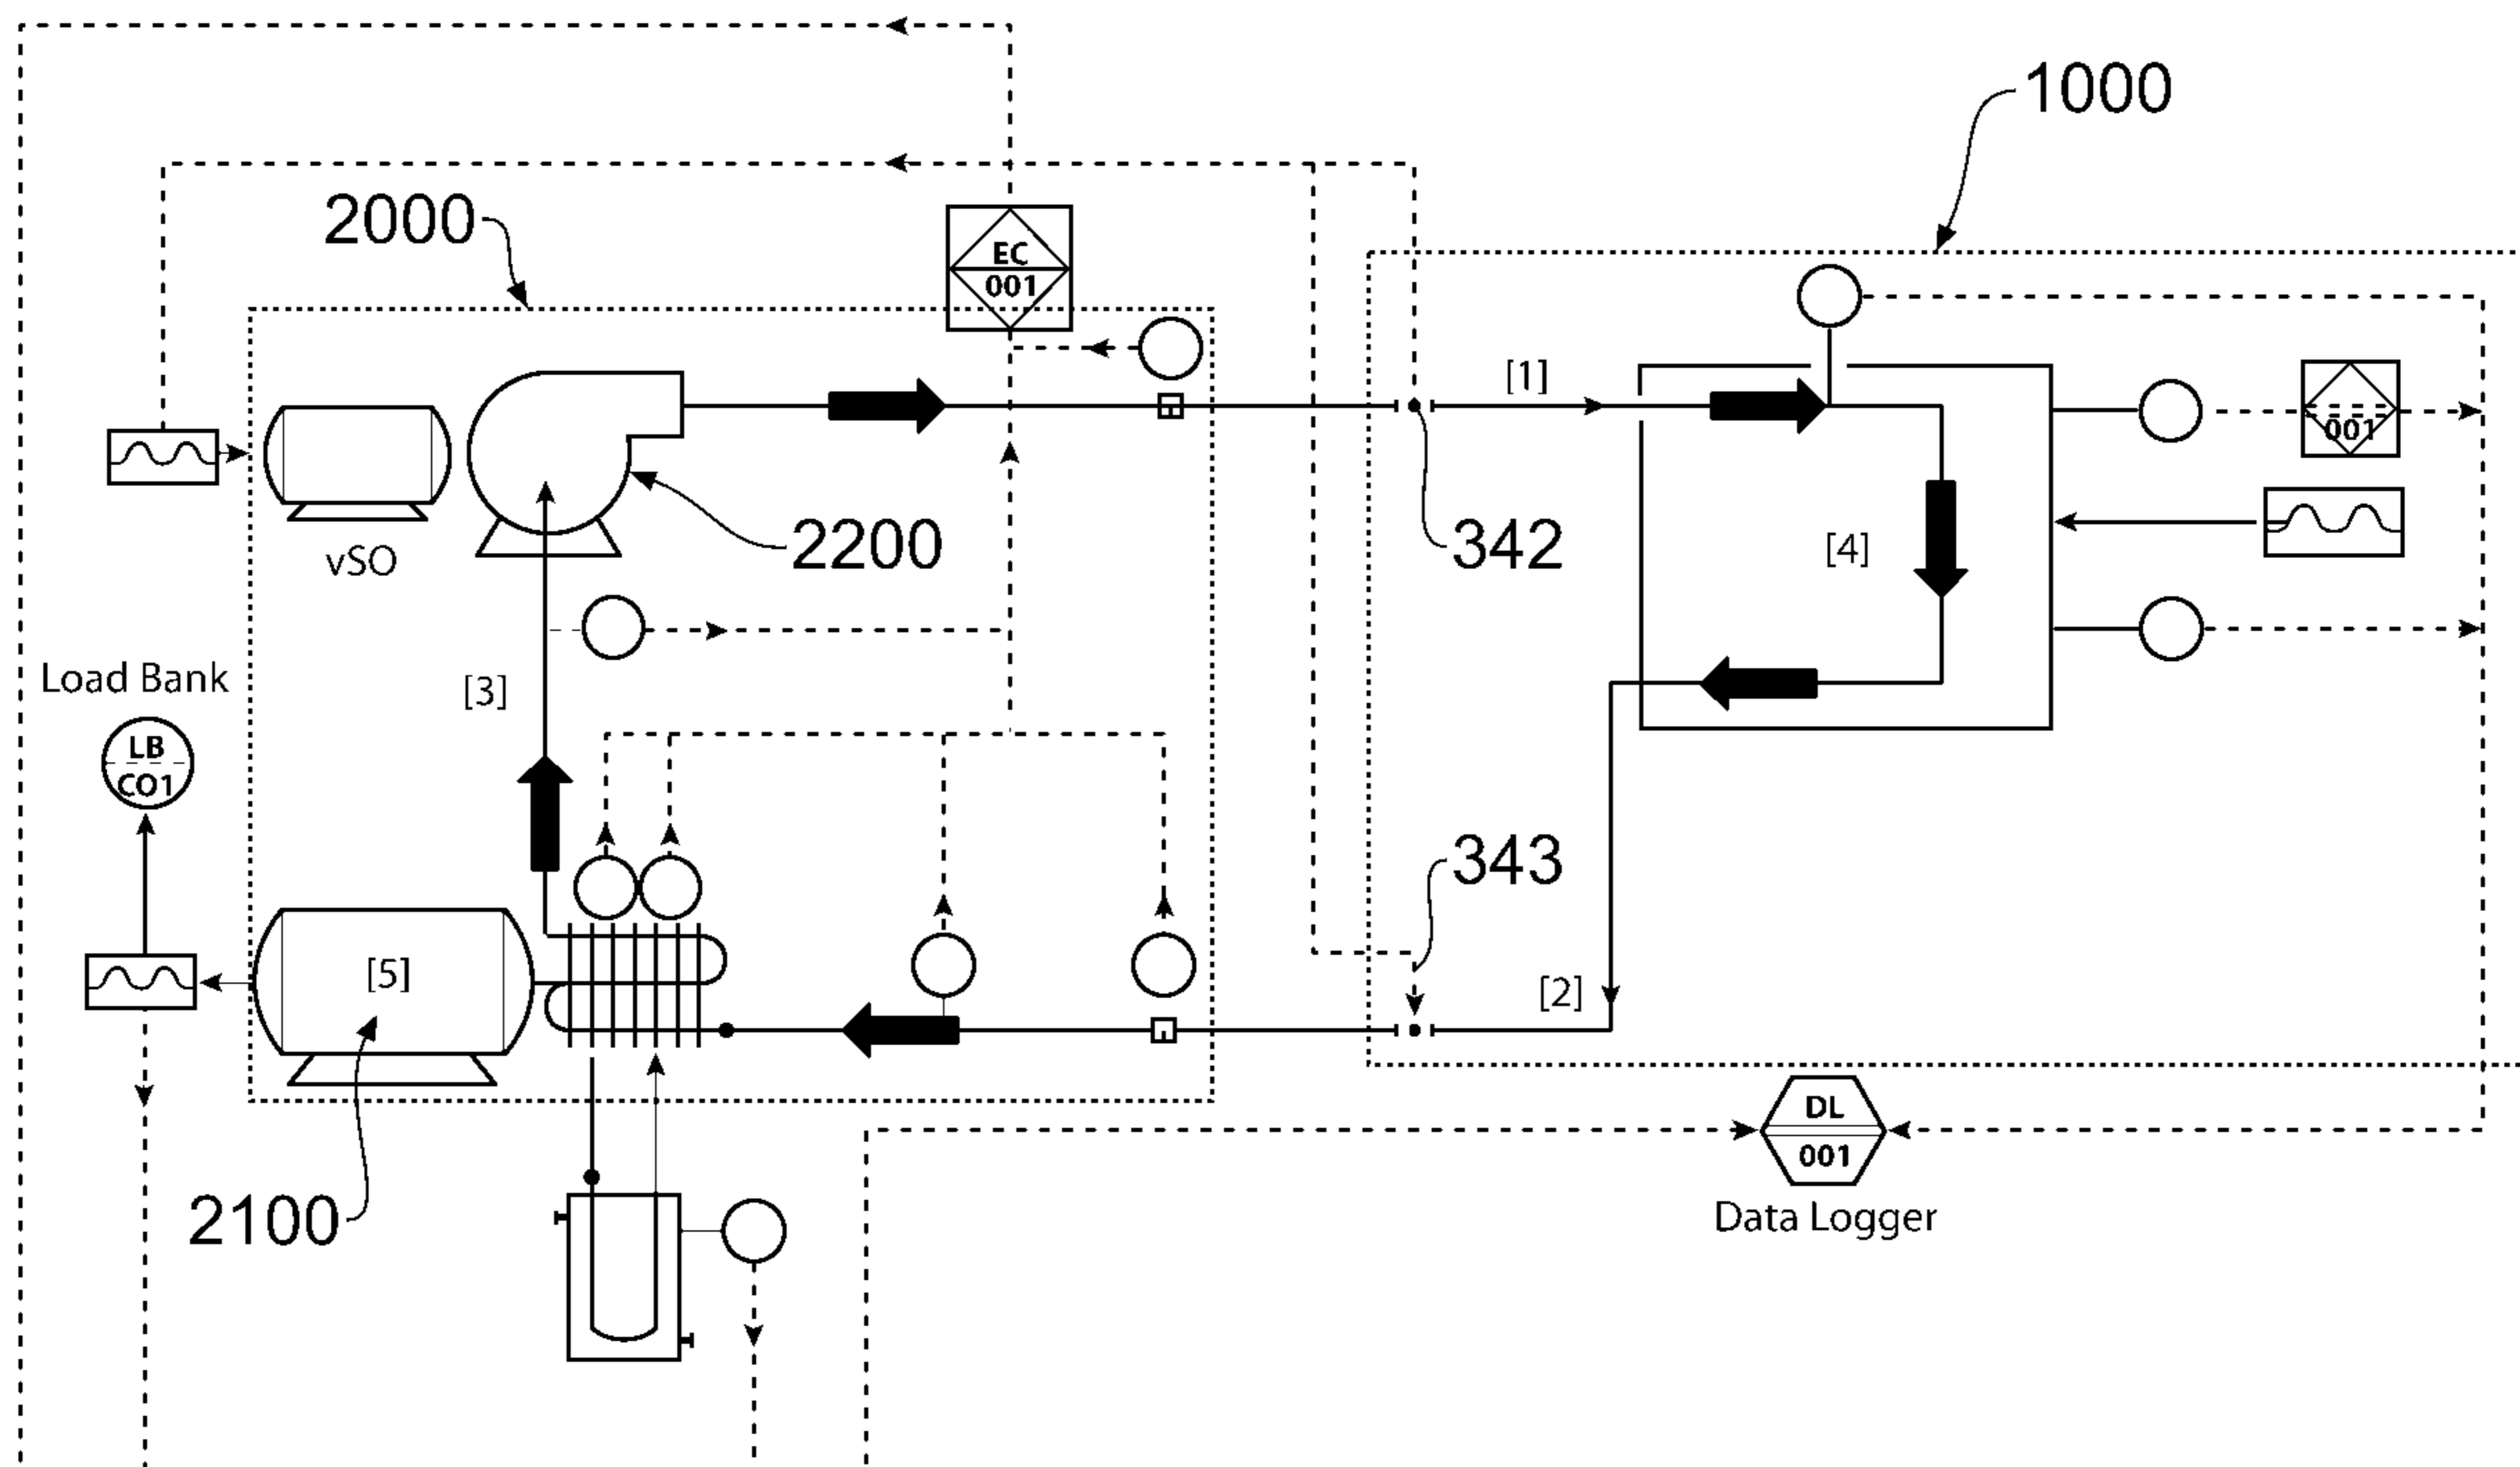 1000
2000
EC
001
[1]
001
vSO
2200
342
[4]
Load Bank
[3]
LB
CO1
343
[5]
[2]
DL
001
2100
Data Logger